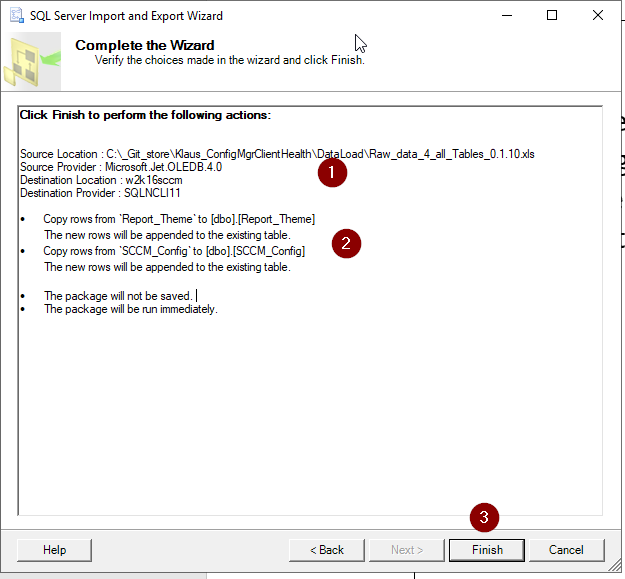 SQL Server Import and Export Wizard
Complete the Wizard
Verify the choices made in the wizard and click Finish.
Click Finish to perform the following actions:
Source Location : C:\_Git_store\Klaus_ConfigMgrClientHealth\DataLoad\Raw_data_4_all_Tables_0.1.10.xls
Source Provider : Microsoft.Jet.OLEDB.4.0
1
Destination Location : w2k16sccm
Destination Provider : SQLNCLI11
• Copy rows from `Report_Theme` to [dbo].[Report_Theme]
The new rows will be appended to the existing table.
2
• Copy rows from `SCCM_Config` to [dbo].[SCCM_Config]
The new rows will be appended to the existing table.
• The package will not be saved.
• The package will be run immediately.
3
Help
< Back
Next >
Finish
Cancel